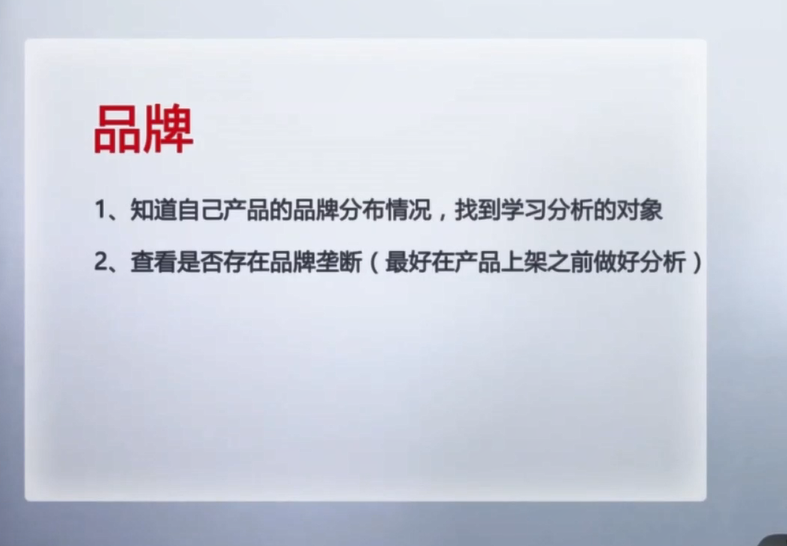 品牌
1、知道自己产品的品牌分布情况，找到学习分析的对象
2、查看是否存在品牌垄断（最好在产品上架之前做好分析）